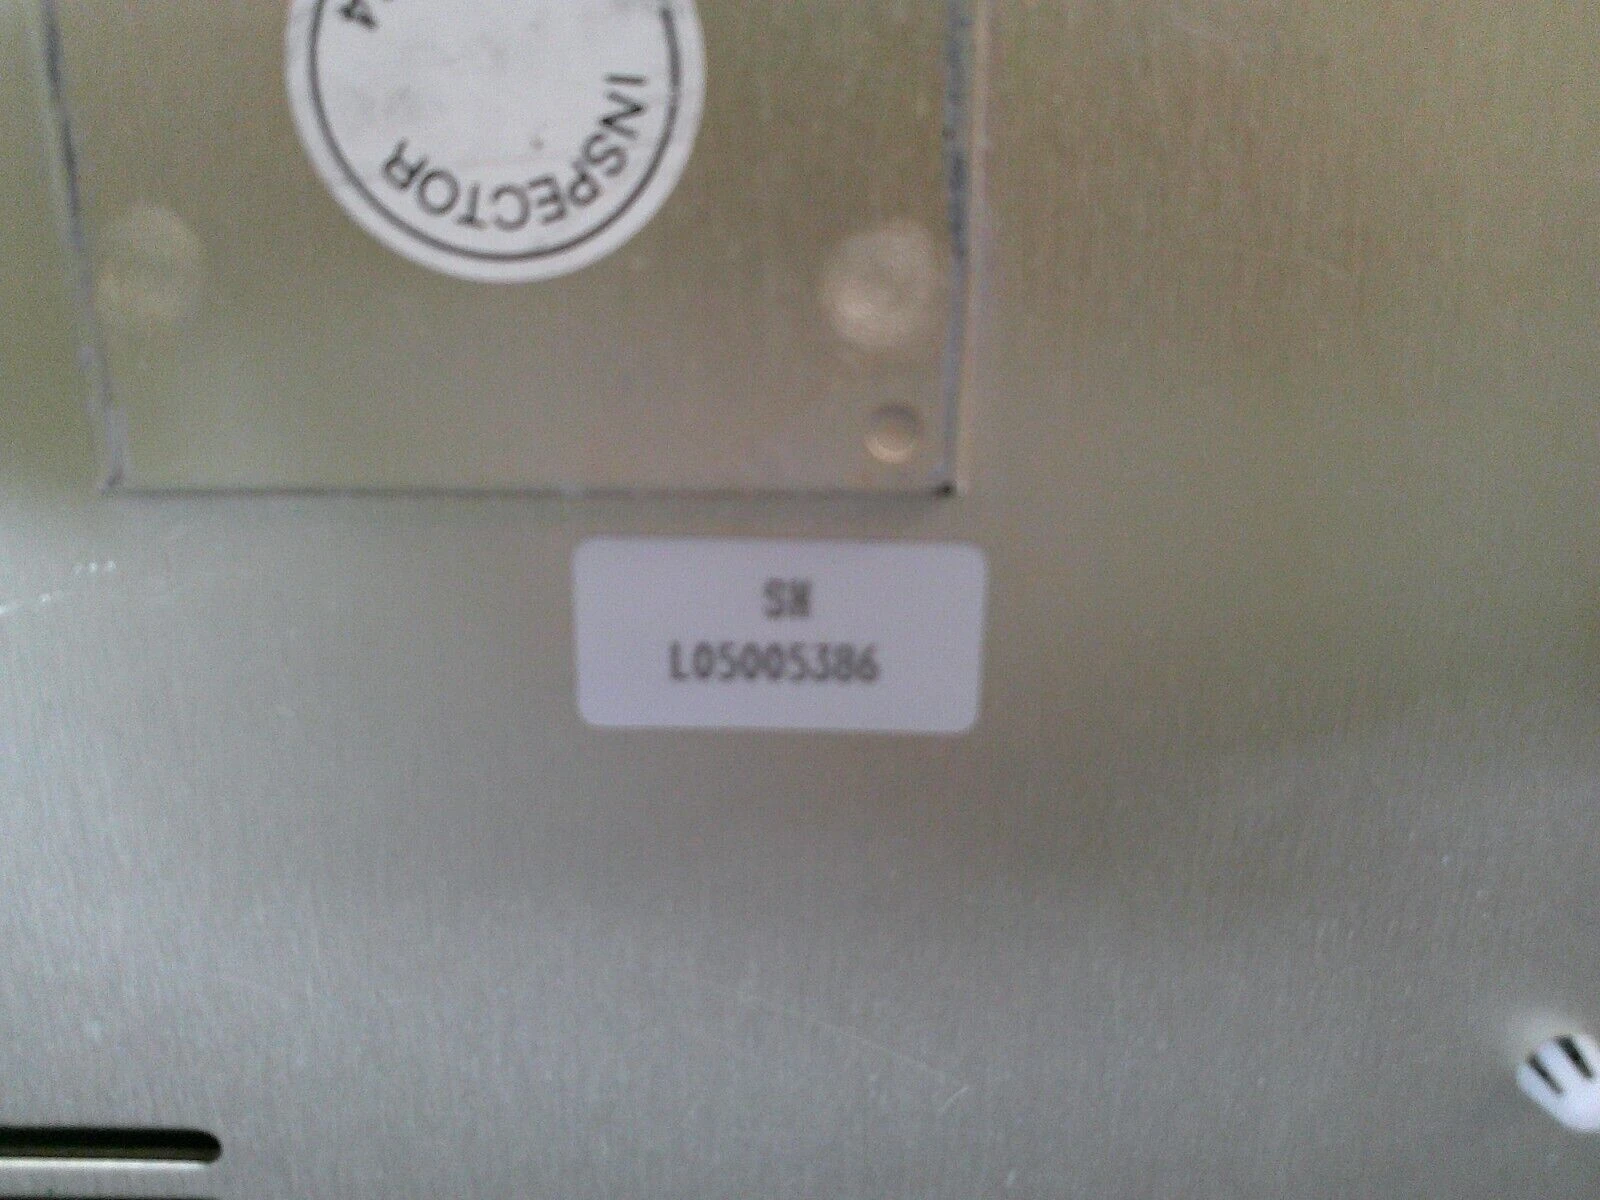 INSPECTOR
SN
L05005386